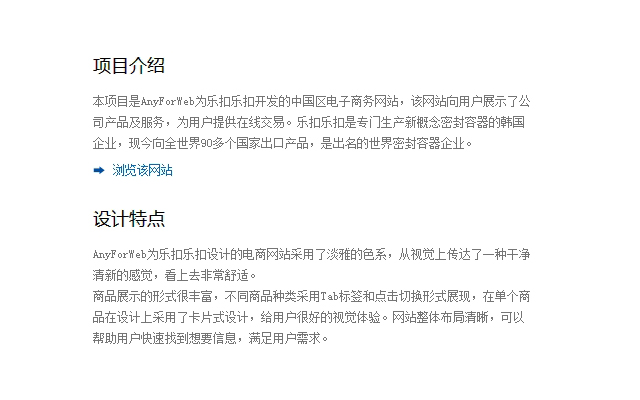 项目介绍
本项目是AnyForWeb为乐扣乐扣开发的中国区电子商务网站，该网站向用户展示了公
司产品及服务，为用户提供在线交易。乐扣乐扣是专门生产新概念密封容器的韩国
企业，现今向全世界90多个国家出口产品，是出名的世界密封容器企业。
浏览该网站
设计特点
AnyForWeb为乐扣乐扣设计的电商网站采用了淡雅的色系，从视觉上传达了一种干净
清新的感觉，看上去非常舒适。
商品展示的形式很丰富，不同商品种类采用Tab标签和点击切换形式展现，在单个商
品在设计上采用了卡片式设计，给用户很好的视觉体验。网站整体布局清晰，可以
帮助用户快速找到想要信息，满足用户需求。